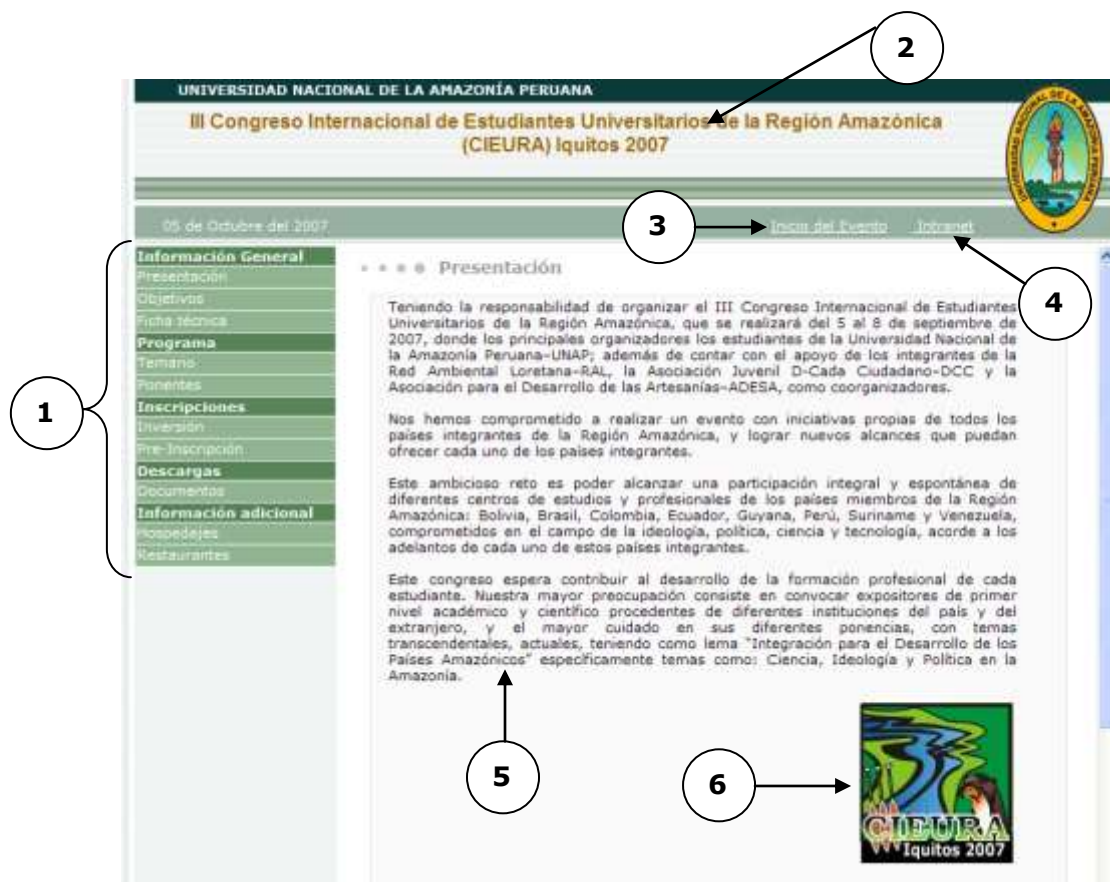 2
UNIVERSIDAD NACIONAL DE LA AMAZONÍA PERUANA
III Congreso Internacional de Estudiantes Universitarios de la Región Amazónica
(CIEURA) Iquitos 2007
UNIVERSIDAD NACIONAL DE LA AMAZONIA PERUANA
05 de Octubre del 2007
3
Inicio del Evento Intranet
4
1
Información General
Presentación
Objetivos
Ficha técnica
Programa
Temario
Ponentes
Inscripciones
Inversión
Pre-Inscripción
Descargas
Documentos
Información adicional
Hospedajes
Restaurantes
Presentación
Teniendo la responsabilidad de organizar el III Congreso Internacional de Estudiantes
Universitarios de la Región Amazónica, que se realizará del 5 al 8 de septiembre de
2007, donde los principales organizadores los estudiantes de la Universidad Nacional de
la Amazonía Peruana-UNAP; además de contar con el apoyo de los integrantes de la
Red Ambiental Loretana-RAL, la Asociación Juvenil D-Cada Ciudadano-DCC y la
Asociación para el Desarrollo de las Artesanías-ADESA, como coorganizadores.
Nos hemos comprometido a realizar un evento con iniciativas propias de todos los
países integrantes de la Región Amazónica, y lograr nuevos alcances que puedan
ofrecer cada uno de los países integrantes.
Este ambicioso reto es poder alcanzar una participación integral y espontánea de
diferentes centros de estudios y profesionales de los países miembros de la Región
Amazónica: Bolivia, Brasil, Colombia, Ecuador, Guyana, Perú, Suriname y Venezuela,
comprometidos en el campo de la ideología, política, ciencia y tecnología, acorde a los
adelantos de cada uno de estos países integrantes.
Este congreso espera contribuir al desarrollo de la formación profesional de cada
estudiante. Nuestra mayor preocupación consiste en convocar expositores de primer
nivel académico y científico procedentes de diferentes instituciones del país y del
extranjero, y el mayor cuidado en sus diferentes ponencias, con temas
transcendentales, actuales, teniendo como lema "Integración para el Desarrollo de los
Países Amazónicos" específicamente temas como: Ciencia, Ideología y Política en la
Amazonía.
5
6
CIEURA
Iquitos 2007